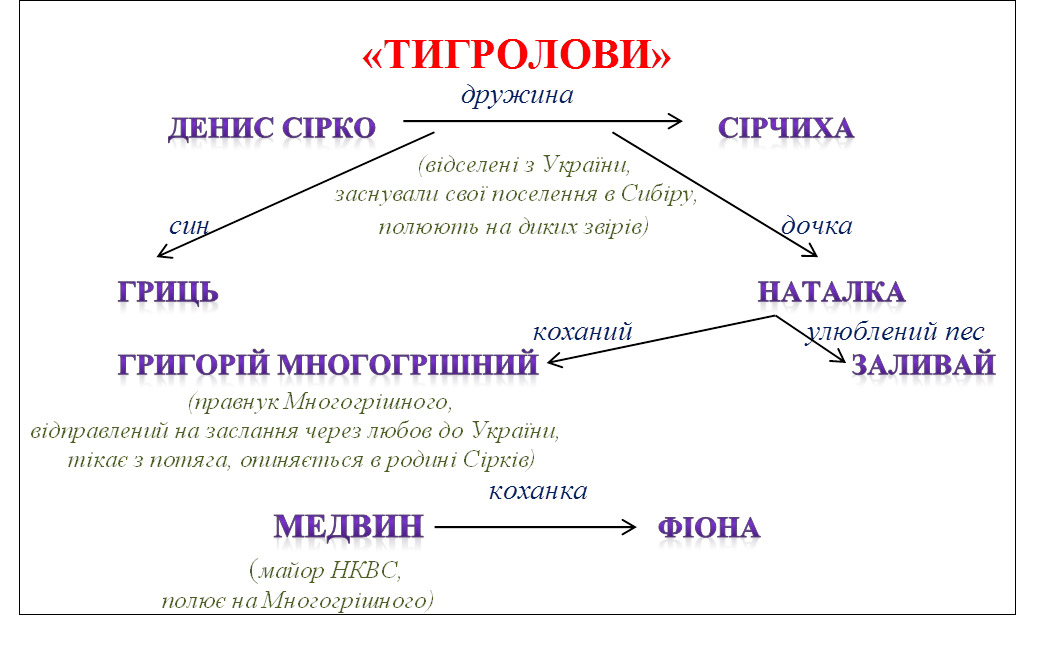 «ТИГРОЛОВИ»
дружина
ДЕНИС СІРКО СІРЧИХА
(відселені з України,
заснували свої поселення в Сибіру,
полюють на диких звірів)
син дочка
ГРИЦЬ НАТАЛКА
коханий улюблений пес
ГРИГОРІЙ МНОГОГРІШНИЙ ЗАЛИВАЙ
(правнук Многогрішного,
відправлений на заслання через любов до України,
тікає з потяга, опиняється в родині Сірків)
коханка
МЕДВИН ФІОНА
(майор НКВС,
полює на Многогрішного)